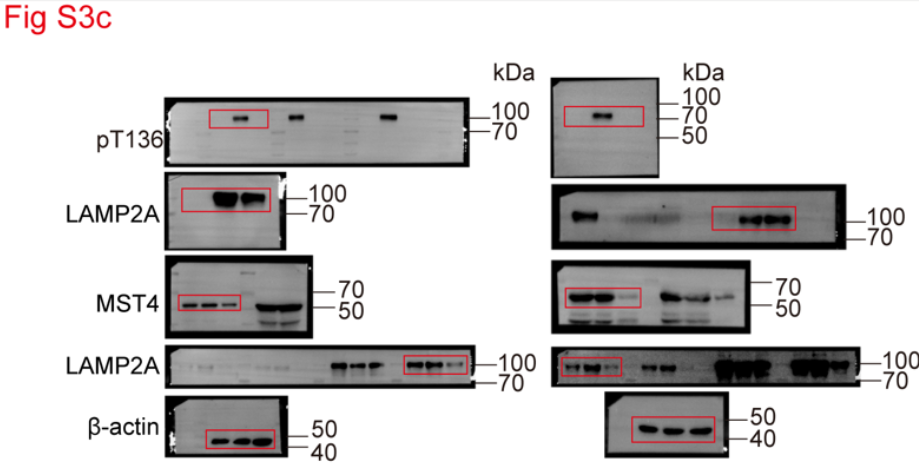 Fig S3c
kDa kDa
pT136 100 70 100 70 50
LAMP2A 100 70 100 70
MST4 70 50 70 50
LAMP2A 100 70 100 70
β-actin 50 40 50 40